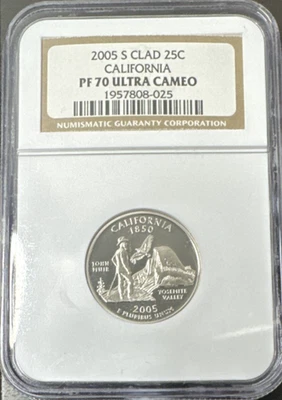 2005 S CLAD 25C
CALIFORNIA
PF 70 ULTRA CAMEO
1957808-025
NUMISMATIC GUARANTY CORPORATION
CALIFORNIA
1850
JOHN MUIR
YOSEMITE VALLEY
2005
E PLURIBUS UNUM